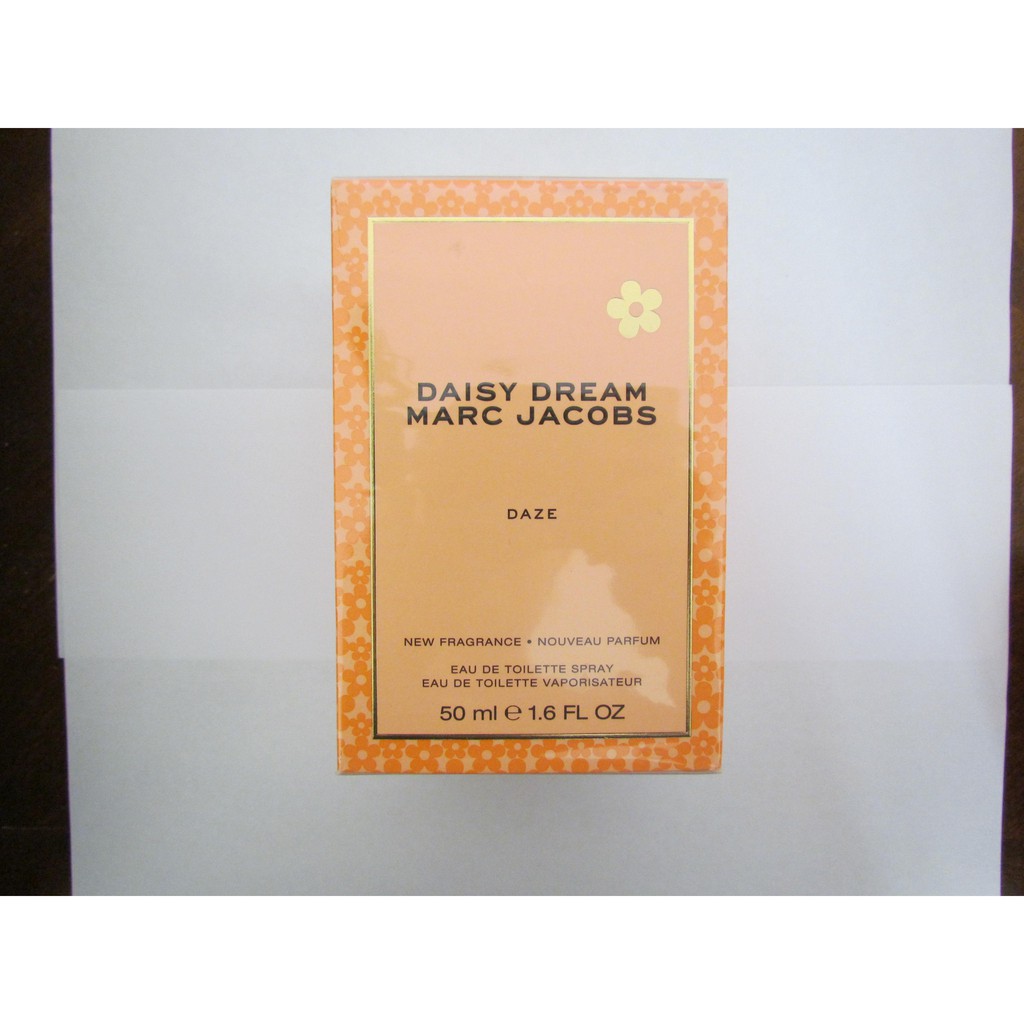 DAISY DREAM
MARC JACOBS
DAZE
NEW FRAGRANCE • NOUVEAU PARFUM
EAU DE TOILETTE SPRAY
EAU DE TOILETTE VAPORISATEUR
50 ml ℮ 1.6 FL OZ